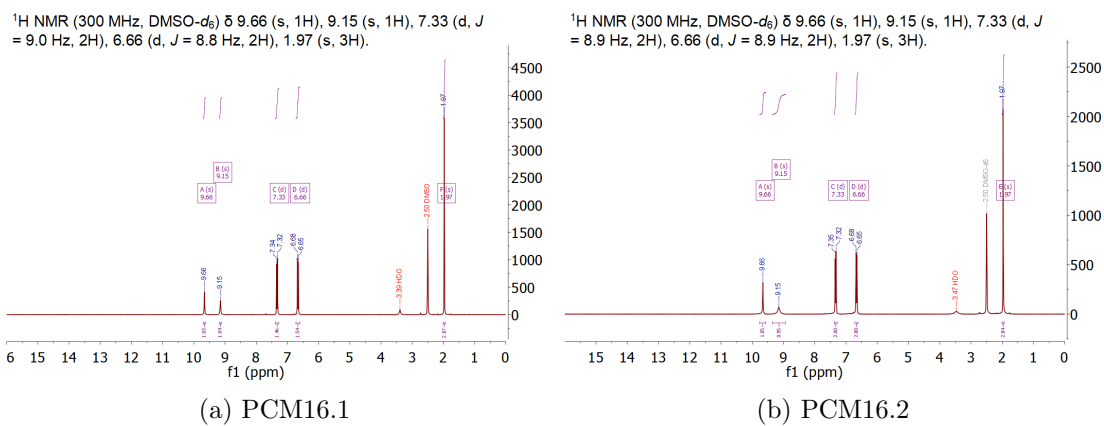 ¹H NMR (300 MHz, DMSO-d₆) δ 9.66 (s, 1H), 9.15 (s, 1H), 7.33 (d, J
= 9.0 Hz, 2H), 6.66 (d, J = 8.8 Hz, 2H), 1.97 (s, 3H).
4500
4000
3500
3000
2500
2000
1500
1000
500
0
1.97
B (s)
9.15
A (s)
9.66
C (d)
7.33
D (d)
6.66
F (s)
1.97
9.66
9.15
7.34
7.32
6.68
6.65
3.39 HDO
2.50 DMSO
6 15 14 13 12 11 10 9 8 7 6 5 4 3 2 1 0
f1 (ppm)
(a) PCM16.1
¹H NMR (300 MHz, DMSO-d₆) δ 9.66 (s, 1H), 9.15 (s, 1H), 7.33 (d, J
= 8.9 Hz, 2H), 6.66 (d, J = 8.9 Hz, 2H), 1.97 (s, 3H).
2500
2000
1500
1000
500
0
1.97
B (s)
9.15
A (s)
9.66
C (d)
7.33
D (d)
6.66
E (s)
1.97
9.66
9.15
7.35
7.32
6.68
6.65
3.47 HDO
2.50 DMSO-d6
15 14 13 12 11 10 9 8 7 6 5 4 3 2 1 0
f1 (ppm)
(b) PCM16.2